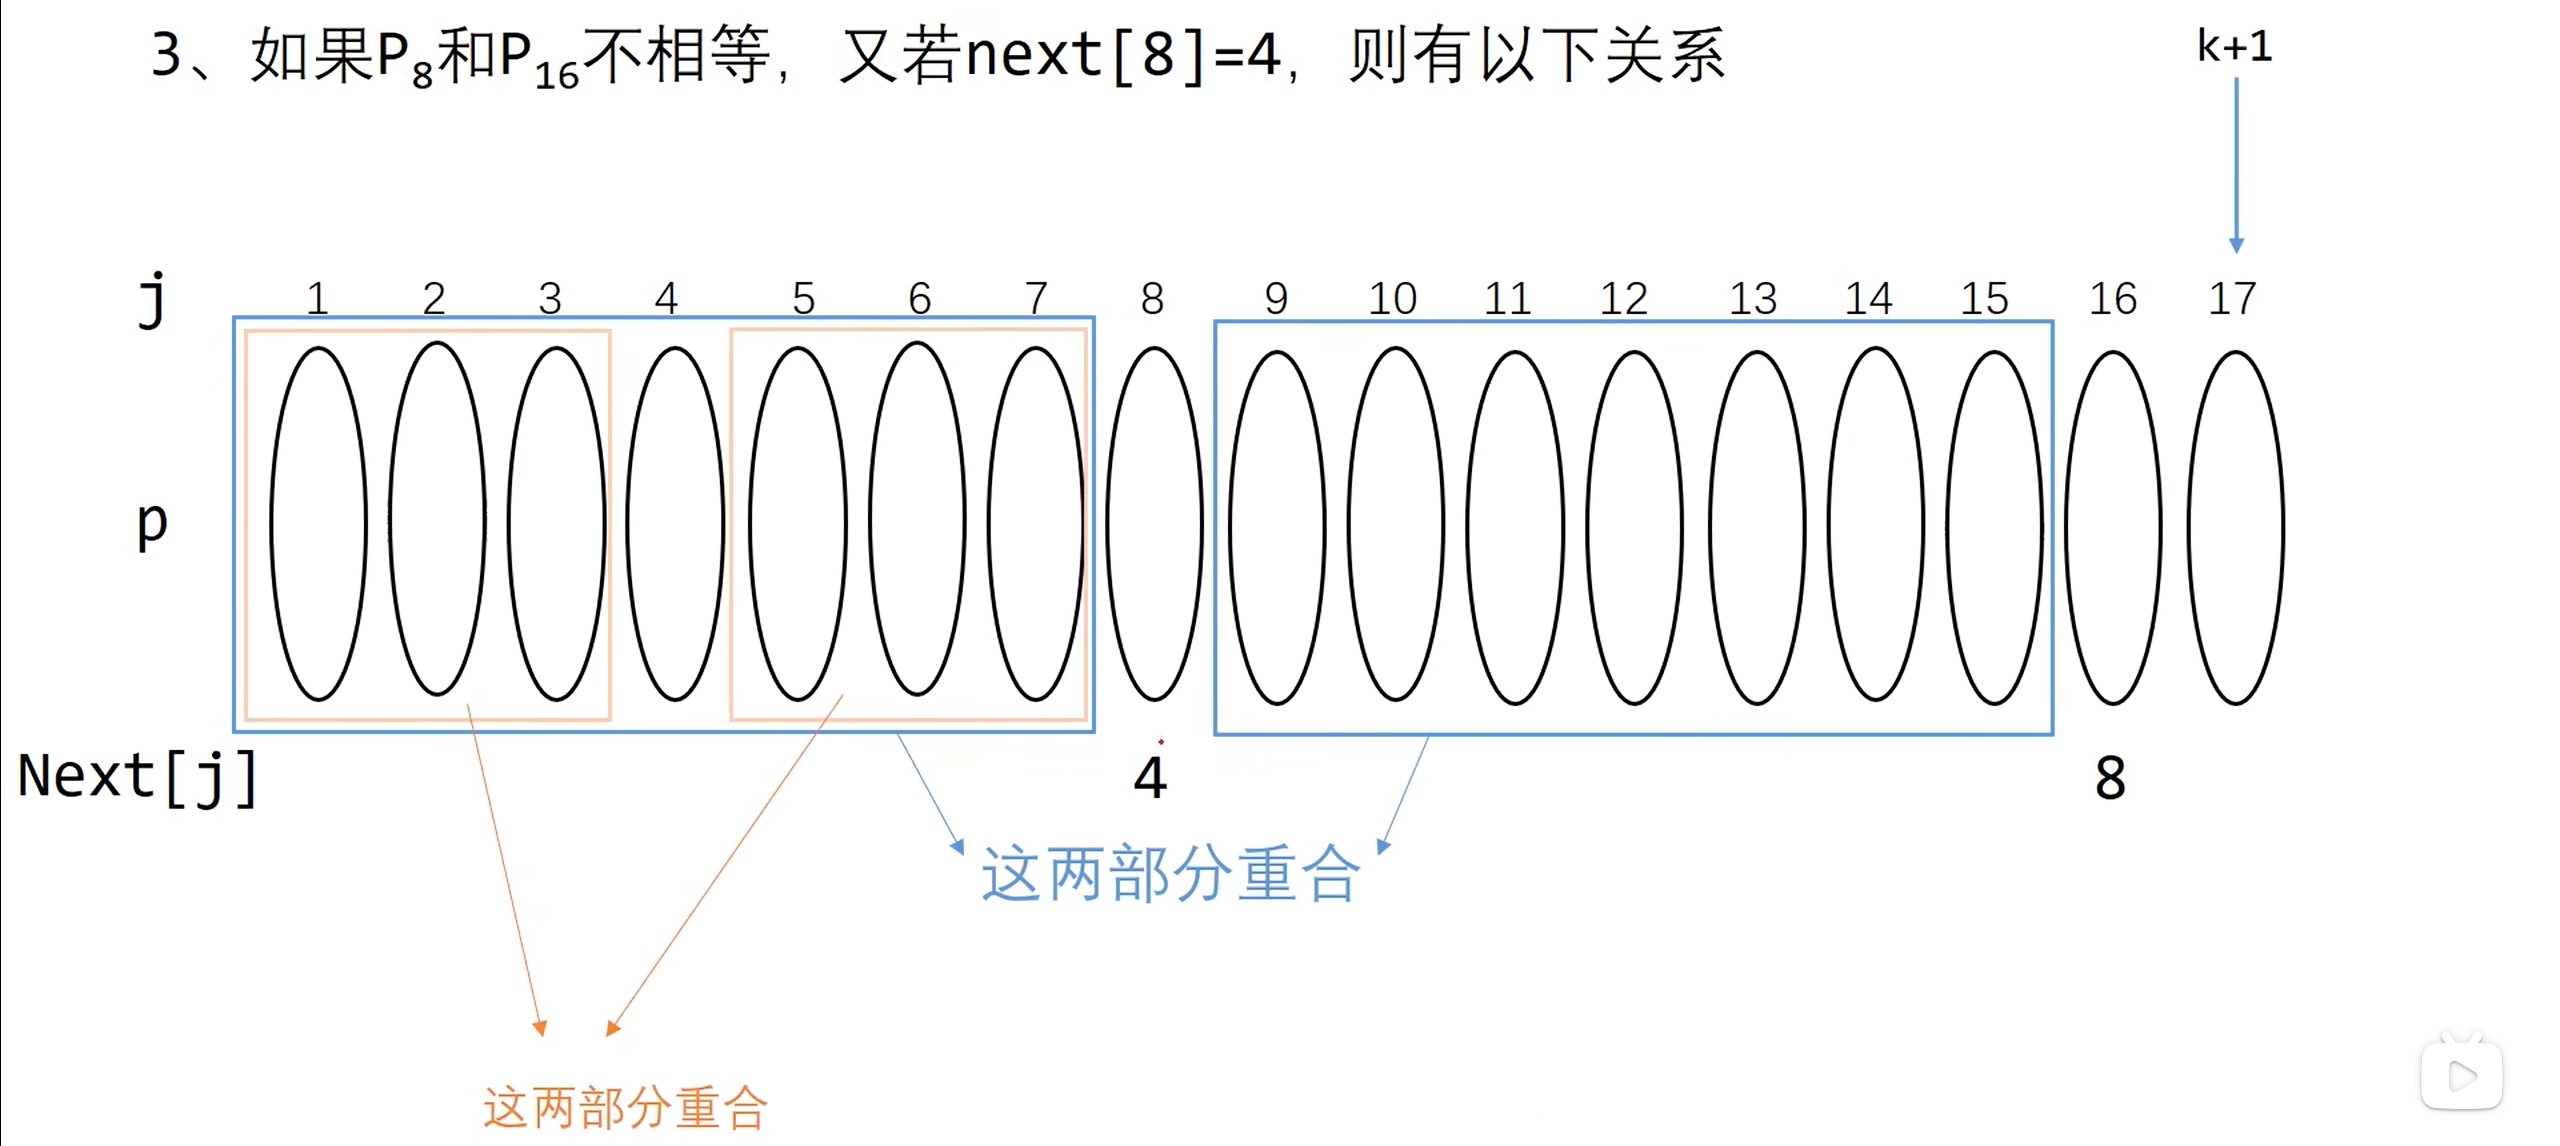 3、如果P₈和P₁₆不相等，又若next[8]=4，则有以下关系
k+1
j 1 2 3 4 5 6 7 8 9 10 11 12 13 14 15 16 17
p
Next[j] 4 8
这两部分重合
这两部分重合